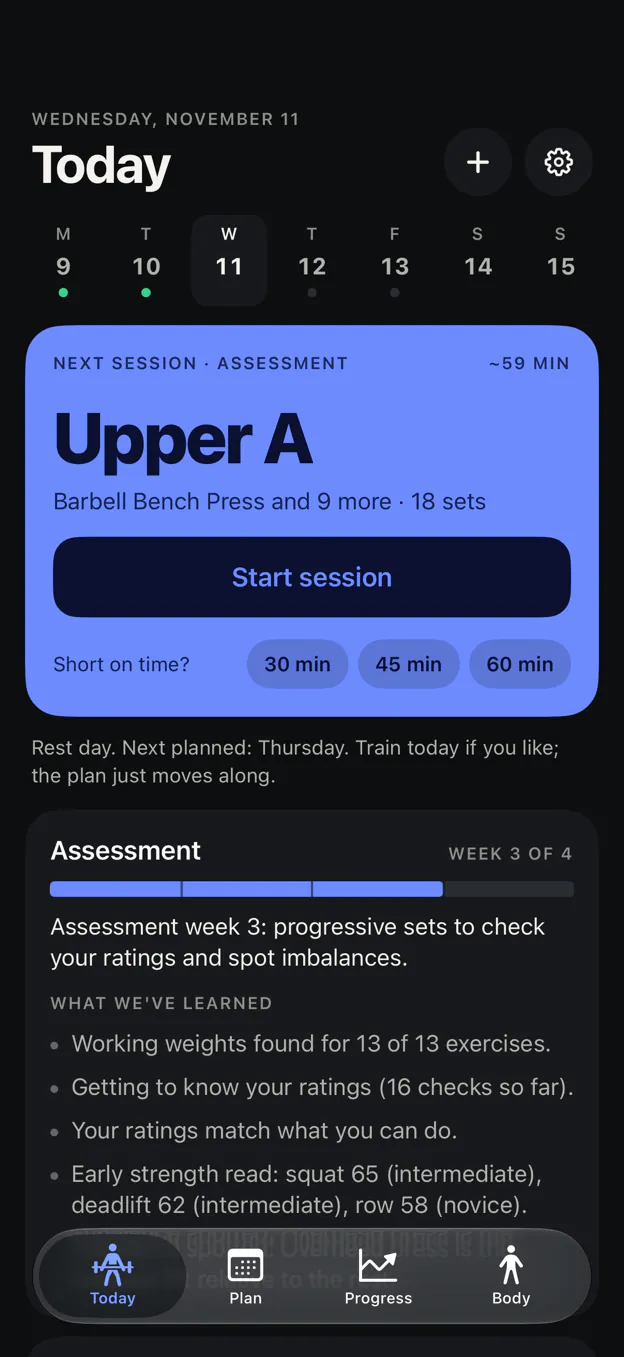 WEDNESDAY, NOVEMBER 11
Today
M T W T F S S
9 10 11 12 13 14 15
NEXT SESSION · ASSESSMENT ~59 MIN
Upper A
Barbell Bench Press and 9 more · 18 sets
Start session
Short on time? 30 min 45 min 60 min
Rest day. Next planned: Thursday. Train today if you like;
the plan just moves along.
Assessment WEEK 3 OF 4
Assessment week 3: progressive sets to check
your ratings and spot imbalances.
WHAT WE'VE LEARNED
Working weights found for 13 of 13 exercises.
Getting to know your ratings (16 checks so far).
Your ratings match what you can do.
Early strength read: squat 65 (intermediate),
deadlift 62 (intermediate), row 58 (novice).
Today Plan Progress Body